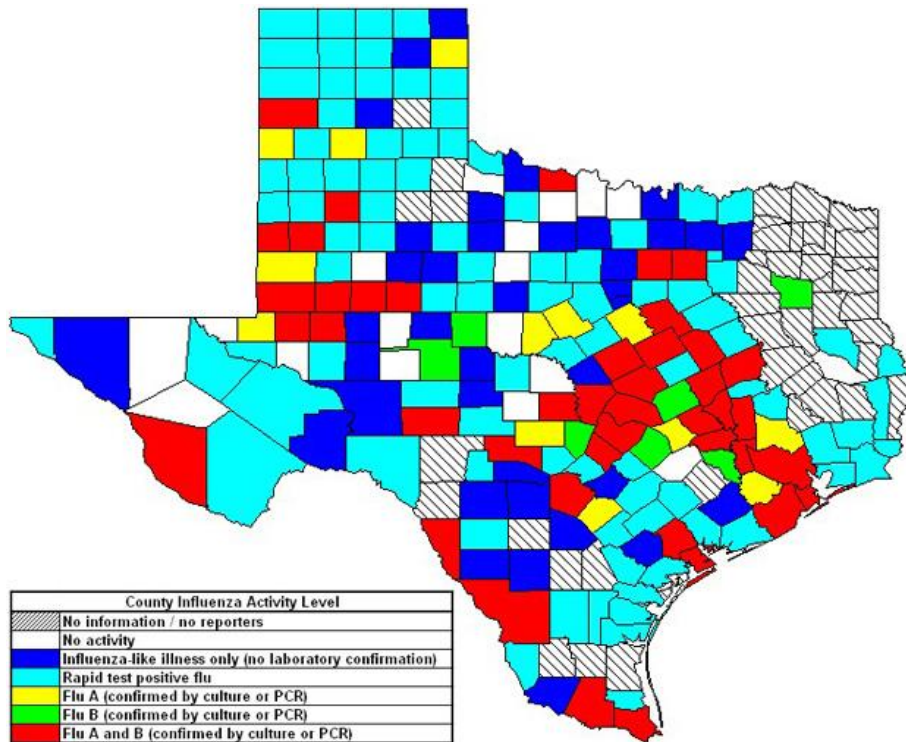 County Influenza Activity Level
No information / no reporters
No activity
Influenza-like illness only (no laboratory confirmation)
Rapid test positive flu
Flu A (confirmed by culture or PCR)
Flu B (confirmed by culture or PCR)
Flu A and B (confirmed by culture or PCR)